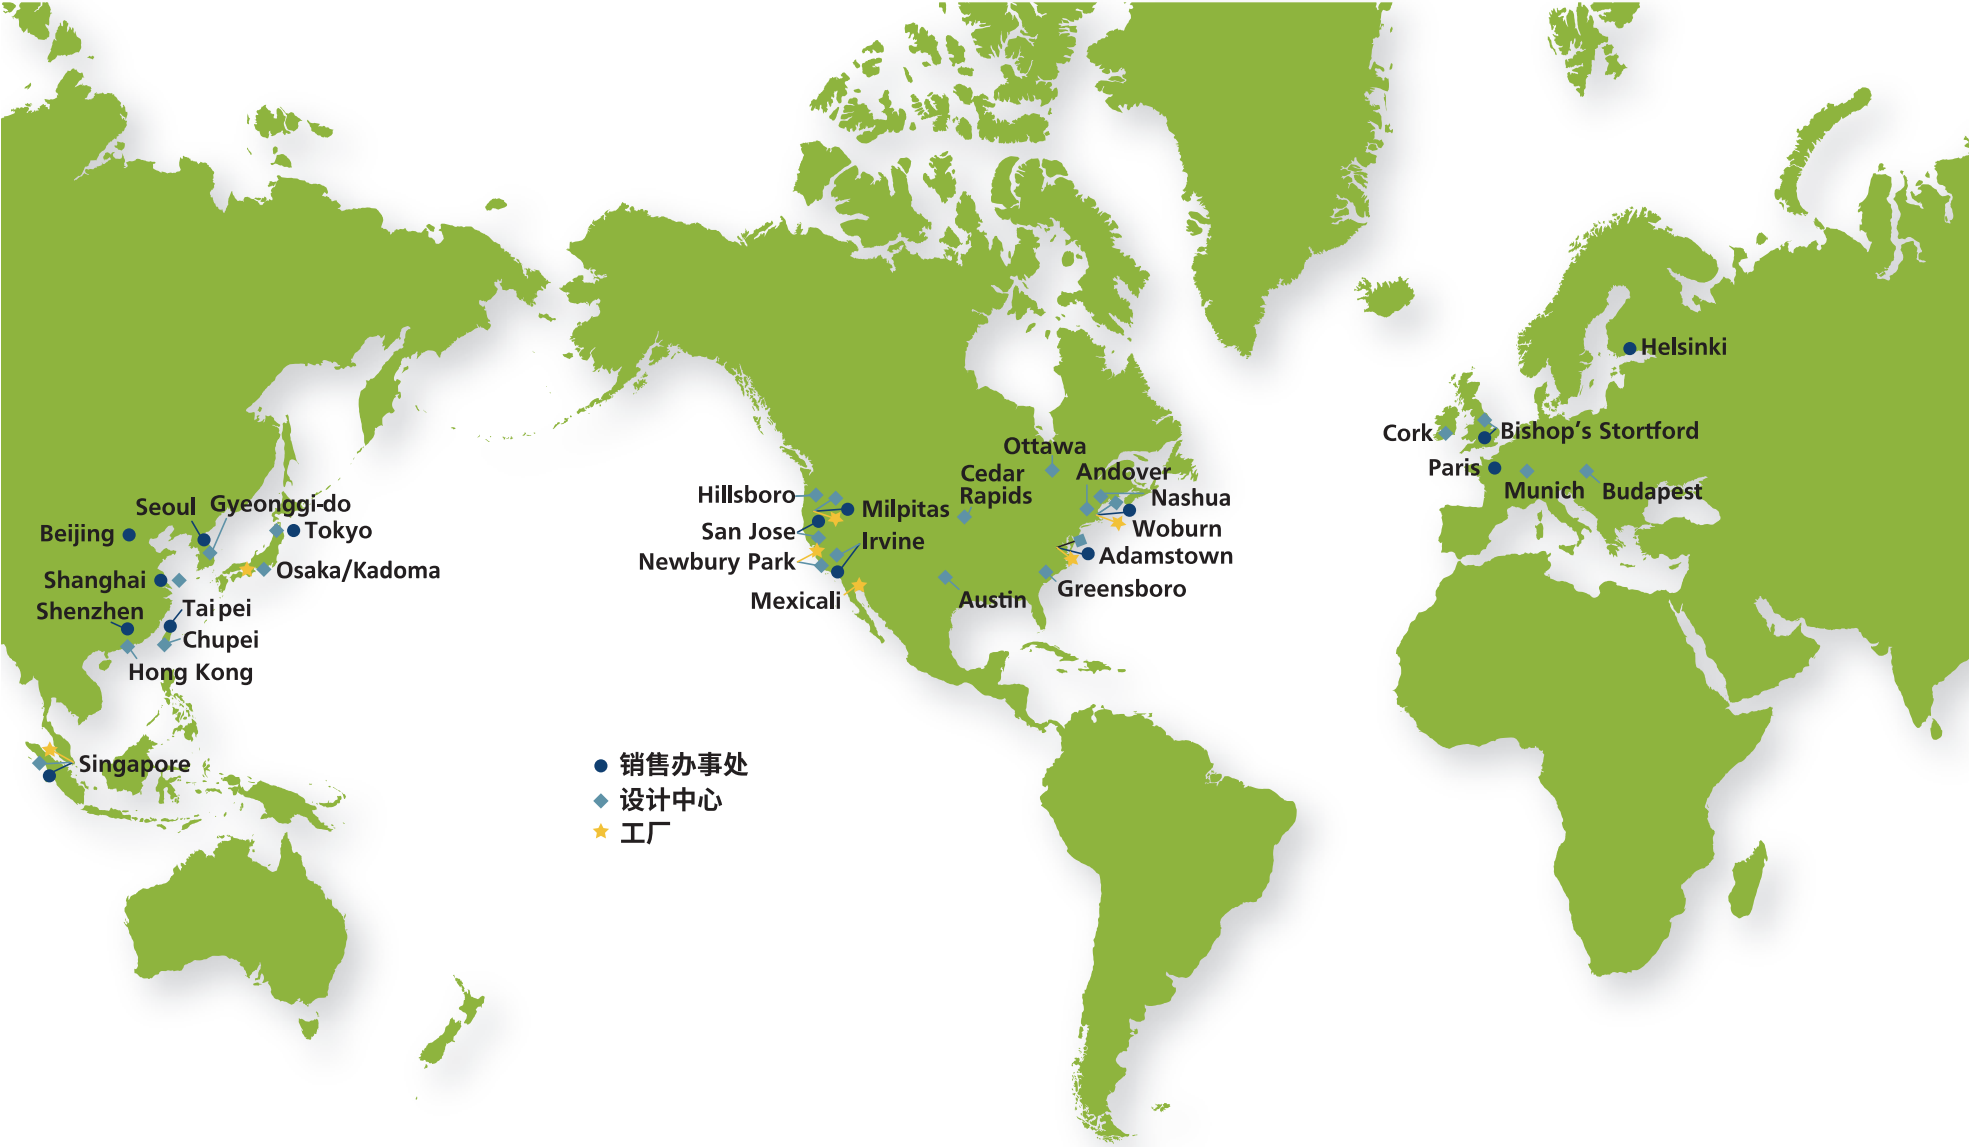 Seoul
Gyeonggi-do
Beijing
Tokyo
Shanghai
Osaka/Kadoma
Shenzhen
Taipei
Chupei
Hong Kong
Singapore
Hillsboro
Milpitas
San Jose
Irvine
Newbury Park
Mexicali
Ottawa
Cedar
Rapids
Andover
Nashua
Woburn
Adamstown
Greensboro
Austin
Helsinki
Cork
Bishop's Stortford
Paris
Munich
Budapest
销售办事处
设计中心
工厂